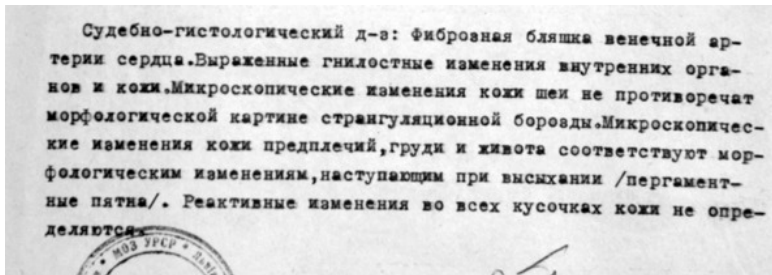 Судебно-гистологический д-з: Фиброзная бляшка венечной ар-
терии сердца.Выраженные гнилостные изменения внутренних орга-
нов и кожи.Микроскопические изменения кожи шеи не противоречат
морфологической картине странгуляционной борозды.Микроскопичес-
кие изменения кожи предплечий,груди и живота соответствуют мор-
фологическим изменениям,наступающим при высыхании /пергамент-
ные пятна/. Реактивные изменения во всех кусочках кожи не опре-
деляются.
МОЗ УРСР